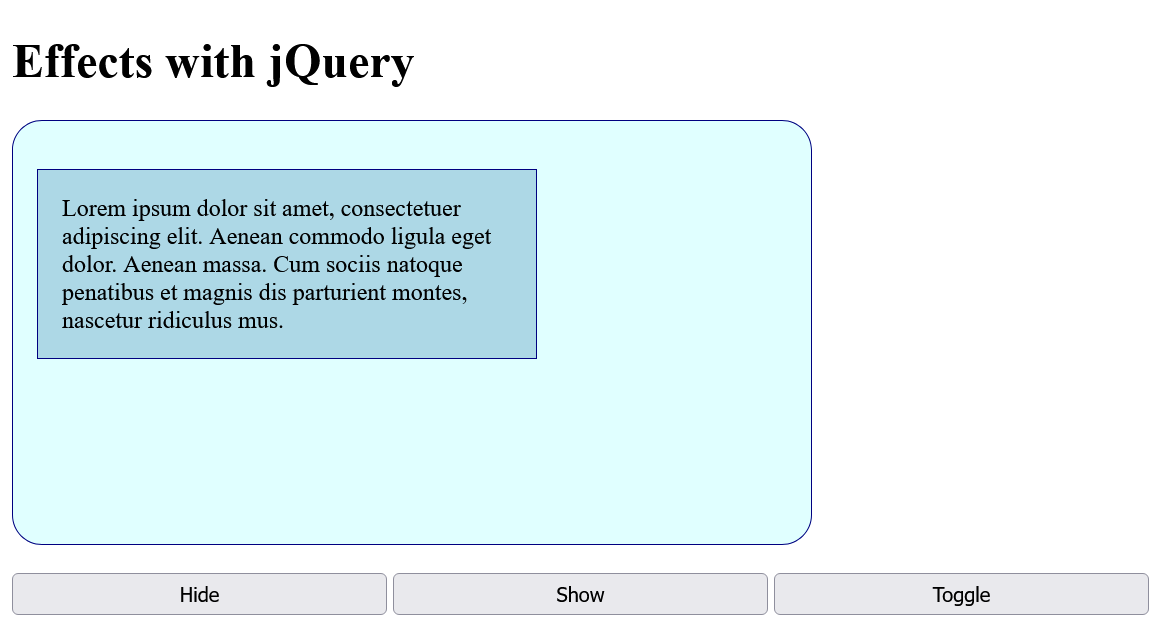 Effects with jQuery
Lorem ipsum dolor sit amet, consectetuer
adipiscing elit. Aenean commodo ligula eget
dolor. Aenean massa. Cum sociis natoque
penatibus et magnis dis parturient montes,
nascetur ridiculus mus.
Hide
Show
Toggle